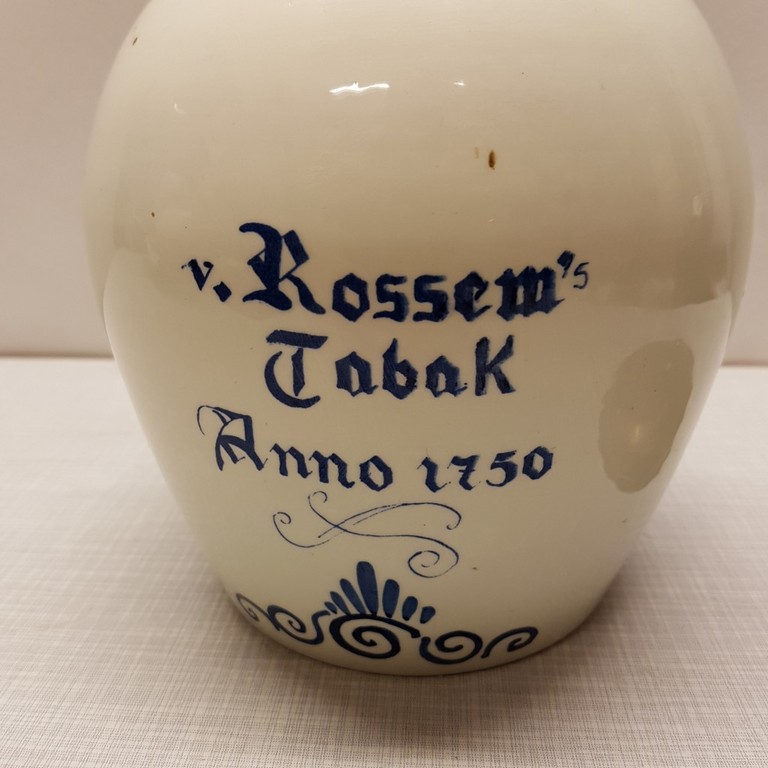 v. Rossem's
Tabak
Anno 1750